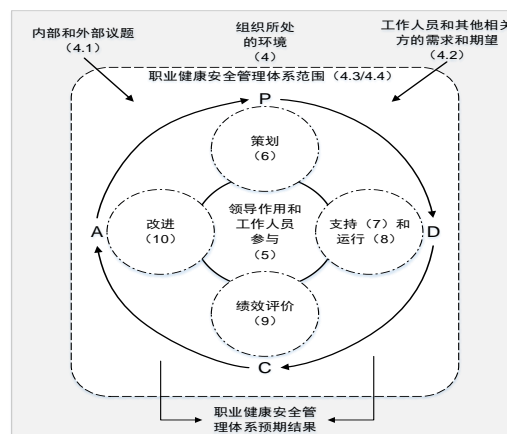 内部和外部议题
（4.1）
组织所处
的环境
（4）
工作人员和其他相关
方的需求和期望
（4.2）
职业健康安全管理体系范围（4.3/4.4）
P
策划
（6）
A
改进
（10）
领导作用和
工作人员
参与
（5）
支持（7）和
运行（8）
D
绩效评价
（9）
C
职业健康安全管
理体系预期结果